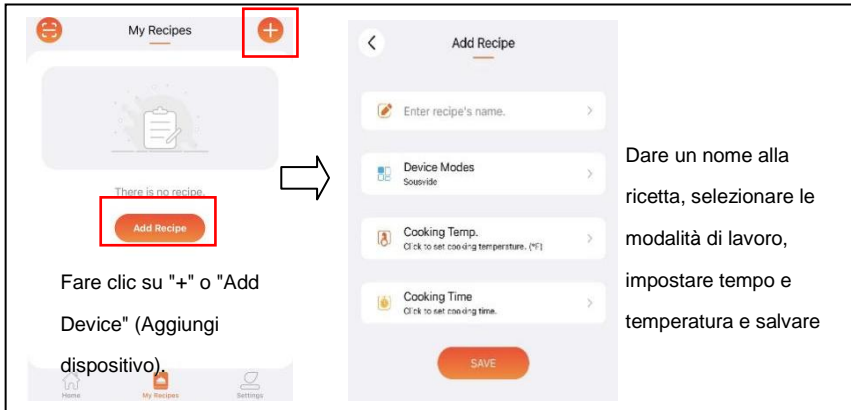 My Recipes
There is no recipe.
Add Recipe
Fare clic su "+" o "Add
Device" (Aggiungi
dispositivo).
Home
My Recipes
Settings
Add Recipe
Enter recipe's name.
Device Modes
Sousvide
Cooking Temp.
Click to set cooking temperature. (°F)
Cooking Time
Click to set cooking time.
SAVE
Dare un nome alla
ricetta, selezionare le
modalità di lavoro,
impostare tempo e
temperatura e salvare